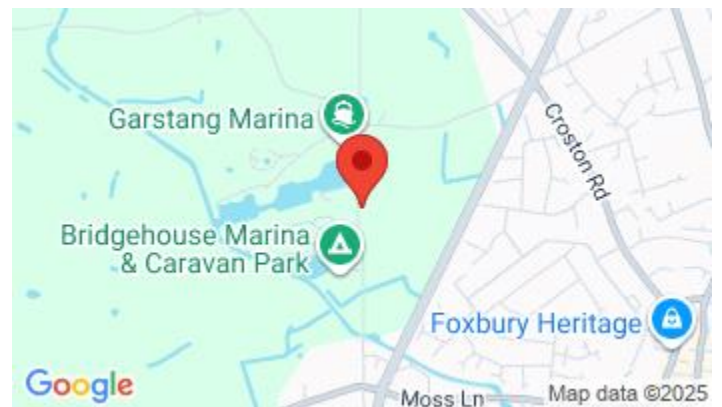 Garstang Marina
Croston Rd
Bridgehouse Marina
& Caravan Park
Foxbury Heritage
Google
Moss Ln
Map data ©2025